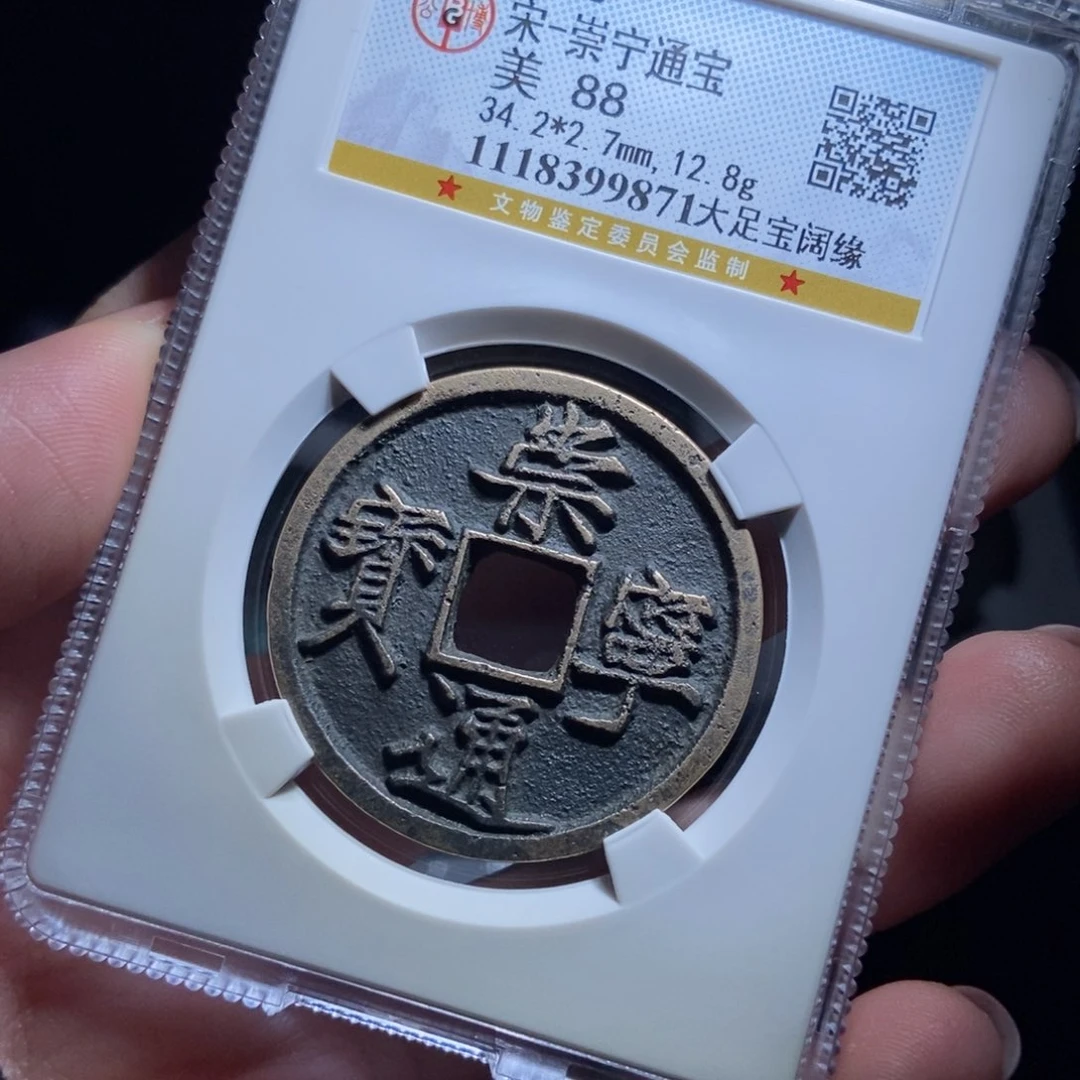 公 博
宋-崇宁通宝
美 88
34.2*2.7mm,12.8g
1118399871大足宝阔缘
文物鉴定委员会监制
崇
寧
通
寶